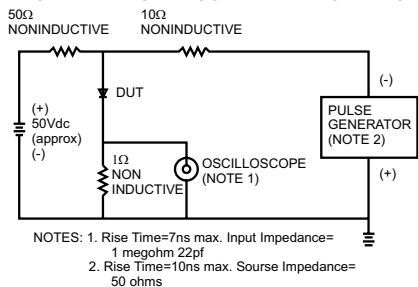 50Ω
NONINDUCTIVE
10Ω
NONINDUCTIVE
DUT
(+)
50Vdc
(approx)
(-)
1Ω
NON
INDUCTIVE
OSCILLOSCOPE
(NOTE 1)
(-)
PULSE
GENERATOR
(NOTE 2)
(+)
NOTES: 1. Rise Time=7ns max. Input Impedance=
1 megohm 22pf
2. Rise Time=10ns max. Sourse Impedance=
50 ohms